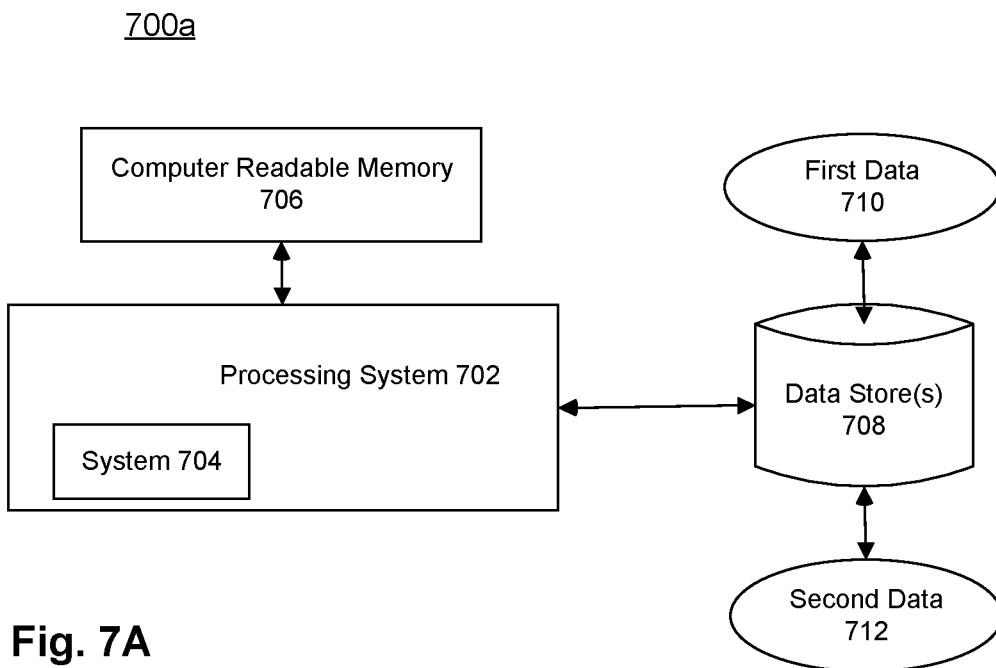 700a
Computer Readable Memory
706
First Data
710
Processing System 702
System 704
Data Store(s)
708
Second Data
712
Fig. 7A